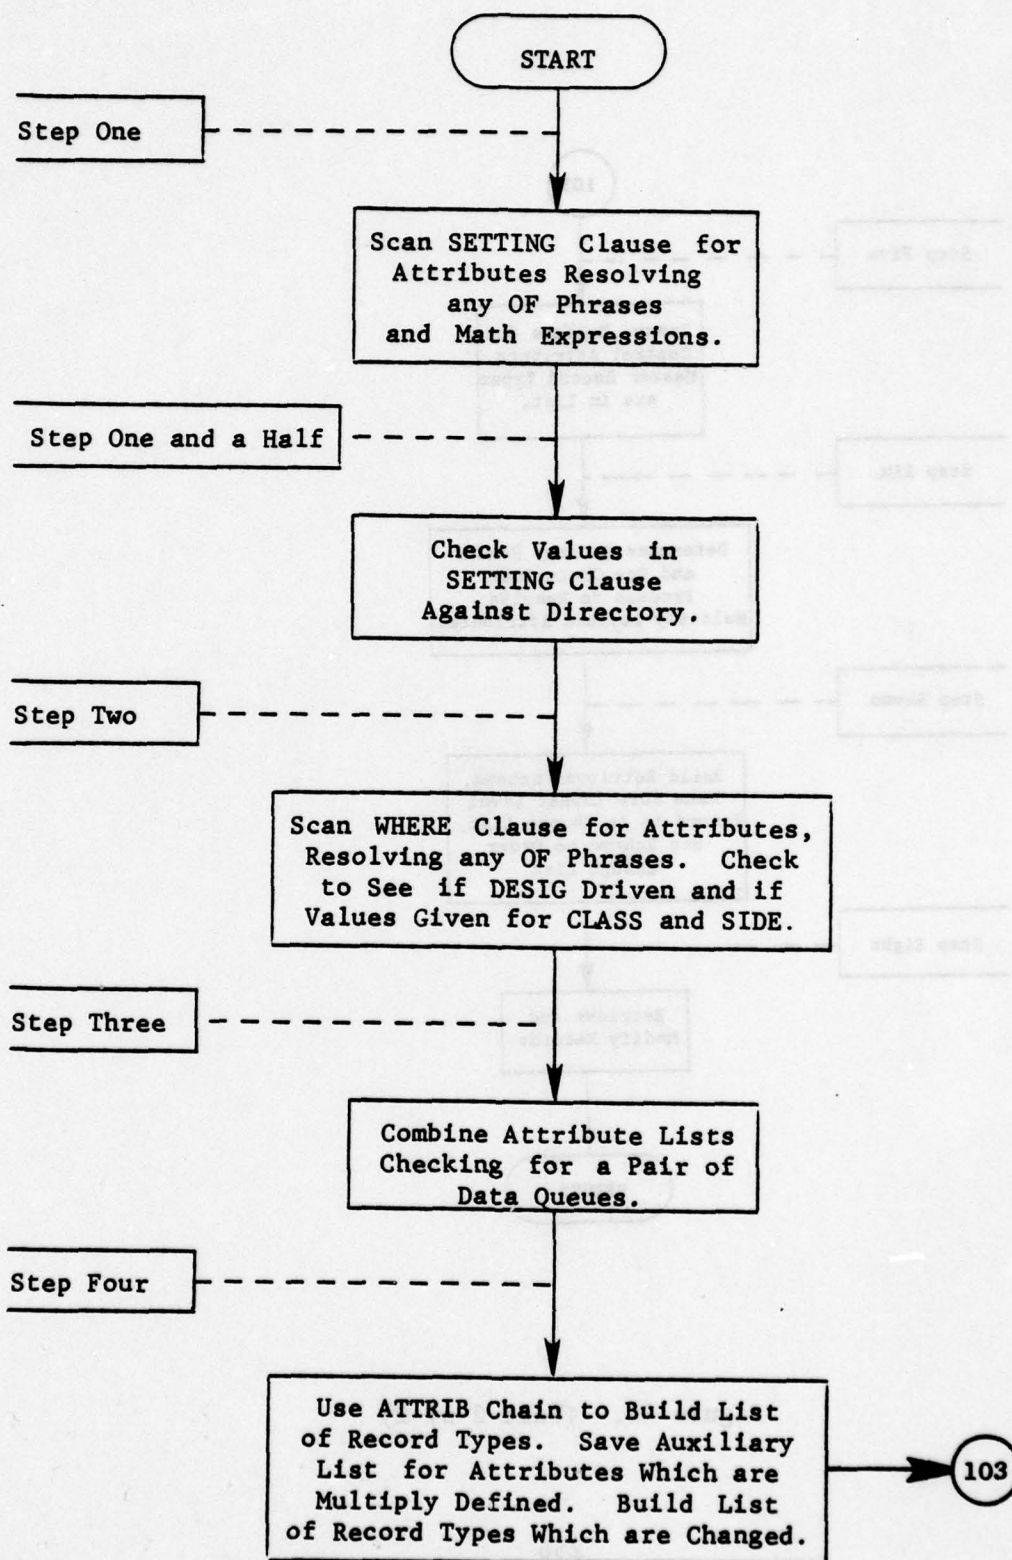 START
Step One
Scan SETTING Clause for
Attributes Resolving
any OF Phrases
and Math Expressions.
Step One and a Half
Check Values in
SETTING Clause
Against Directory.
Step Two
Scan WHERE Clause for Attributes,
Resolving any OF Phrases. Check
to See if DESIG Driven and if
Values Given for CLASS and SIDE.
Step Three
Combine Attribute Lists
Checking for a Pair of
Data Queues.
Step Four
Use ATTRIB Chain to Build List
of Record Types. Save Auxiliary
List for Attributes Which are
Multiply Defined. Build List
of Record Types Which are Changed.
103